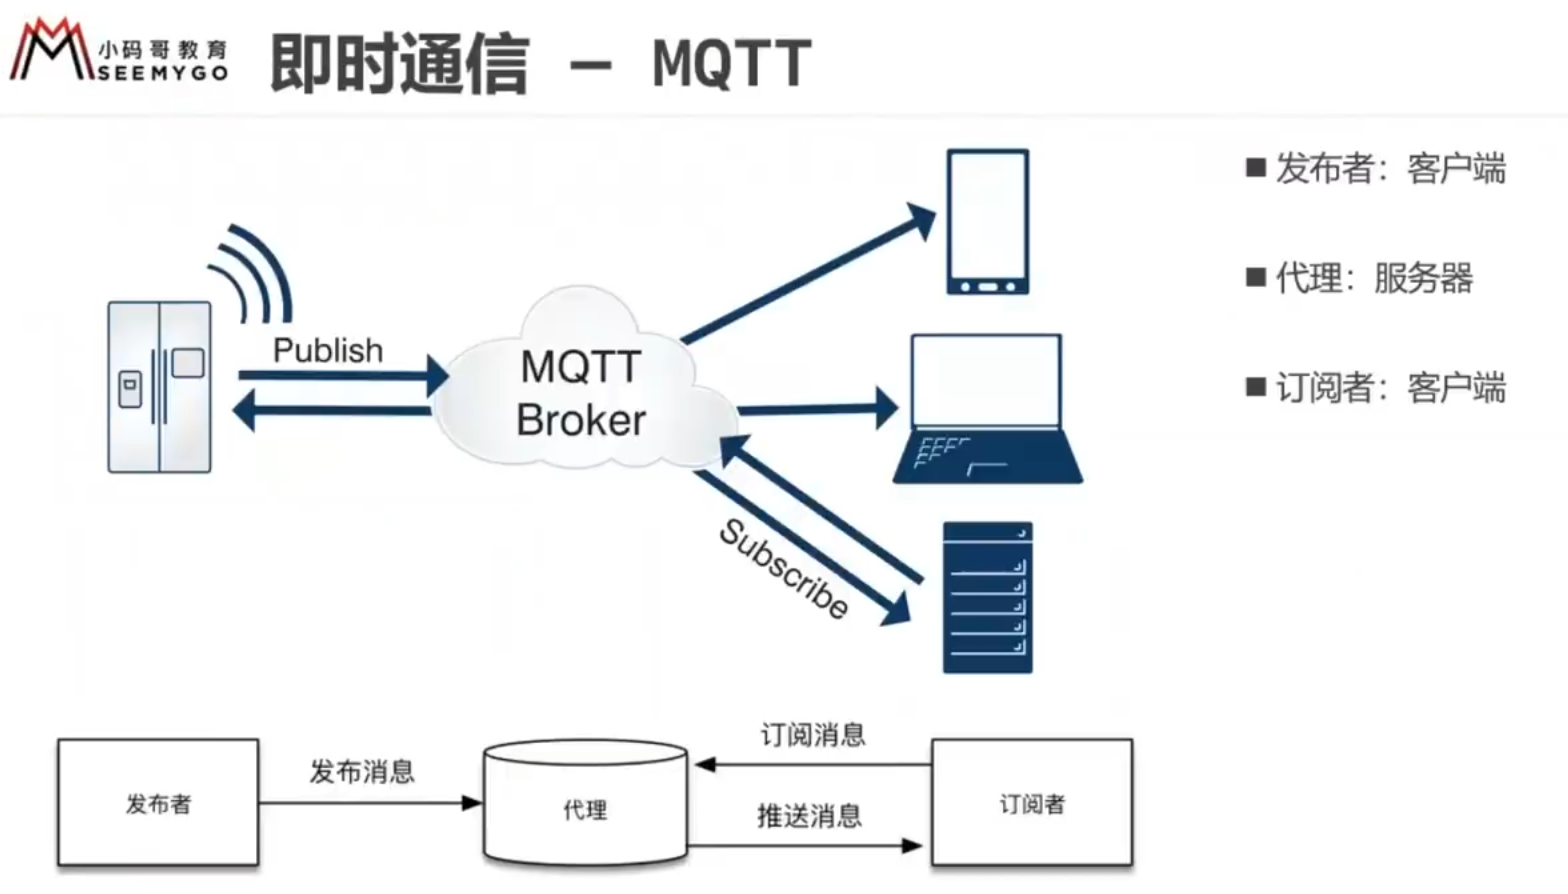 小码哥教育
SEEMYGO
即时通信 – MQTT
发布者：客户端
代理：服务器
订阅者：客户端
Publish
MQTT
Broker
Subscribe
发布者
发布消息
代理
订阅消息
推送消息
订阅者